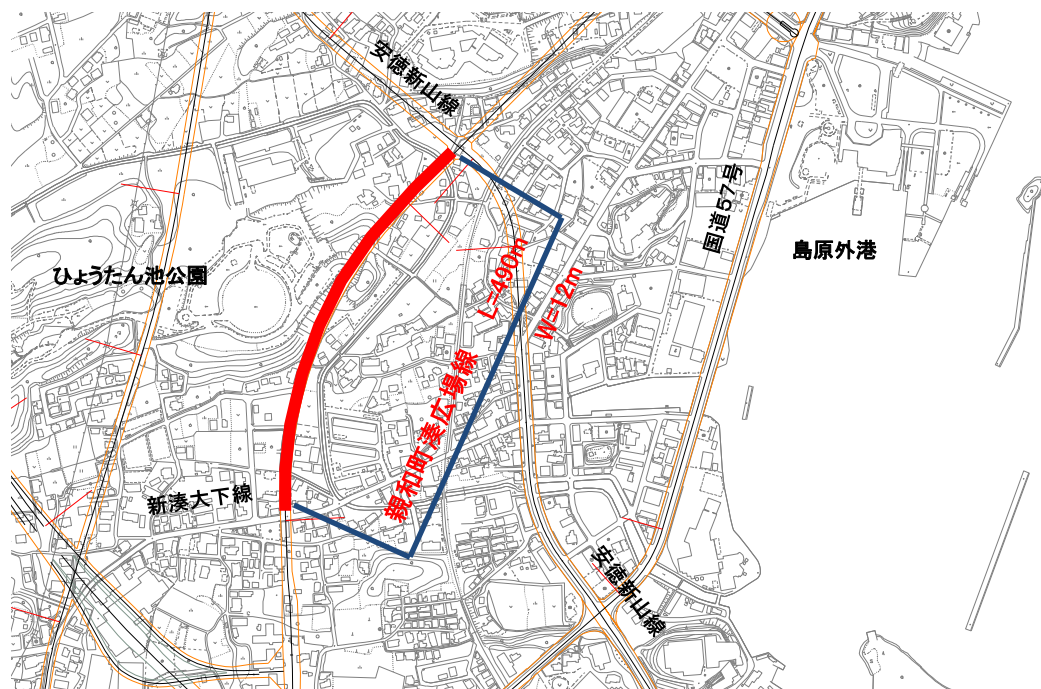 安徳新山線
国道57号
島原外港
ひょうたん池公園
L=490m
W=12m
親和町湊広場線
新湊大下線
安徳新山線